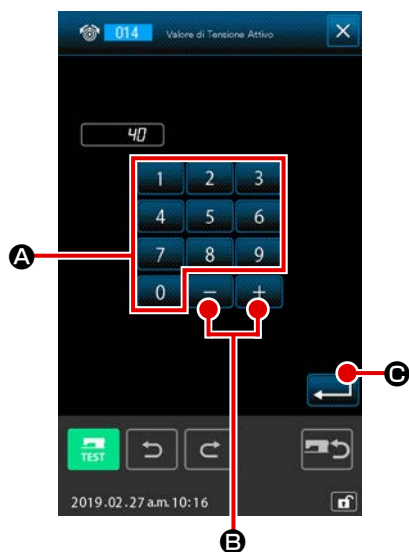 014 Valore di Tensione Attivo
40
1 2 3
4 5 6
A
7 8 9
0 − +
C
TEST
2019.02.27 a.m. 10:16
B